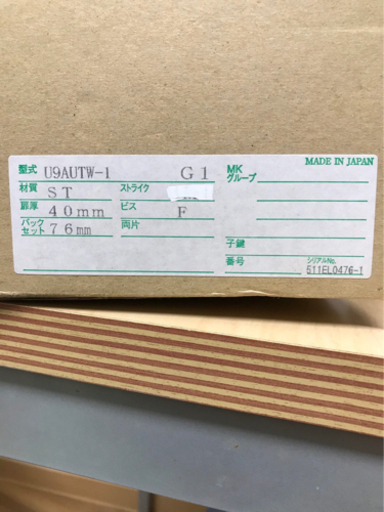 MADE IN JAPAN
型式 U9AUTW-1 G1
材質 ST ストライク
扉厚 40mm ビス F
バックセット 76mm 両片
MKグループ
子鍵
番号 シリアルNo. 511EL0476-1